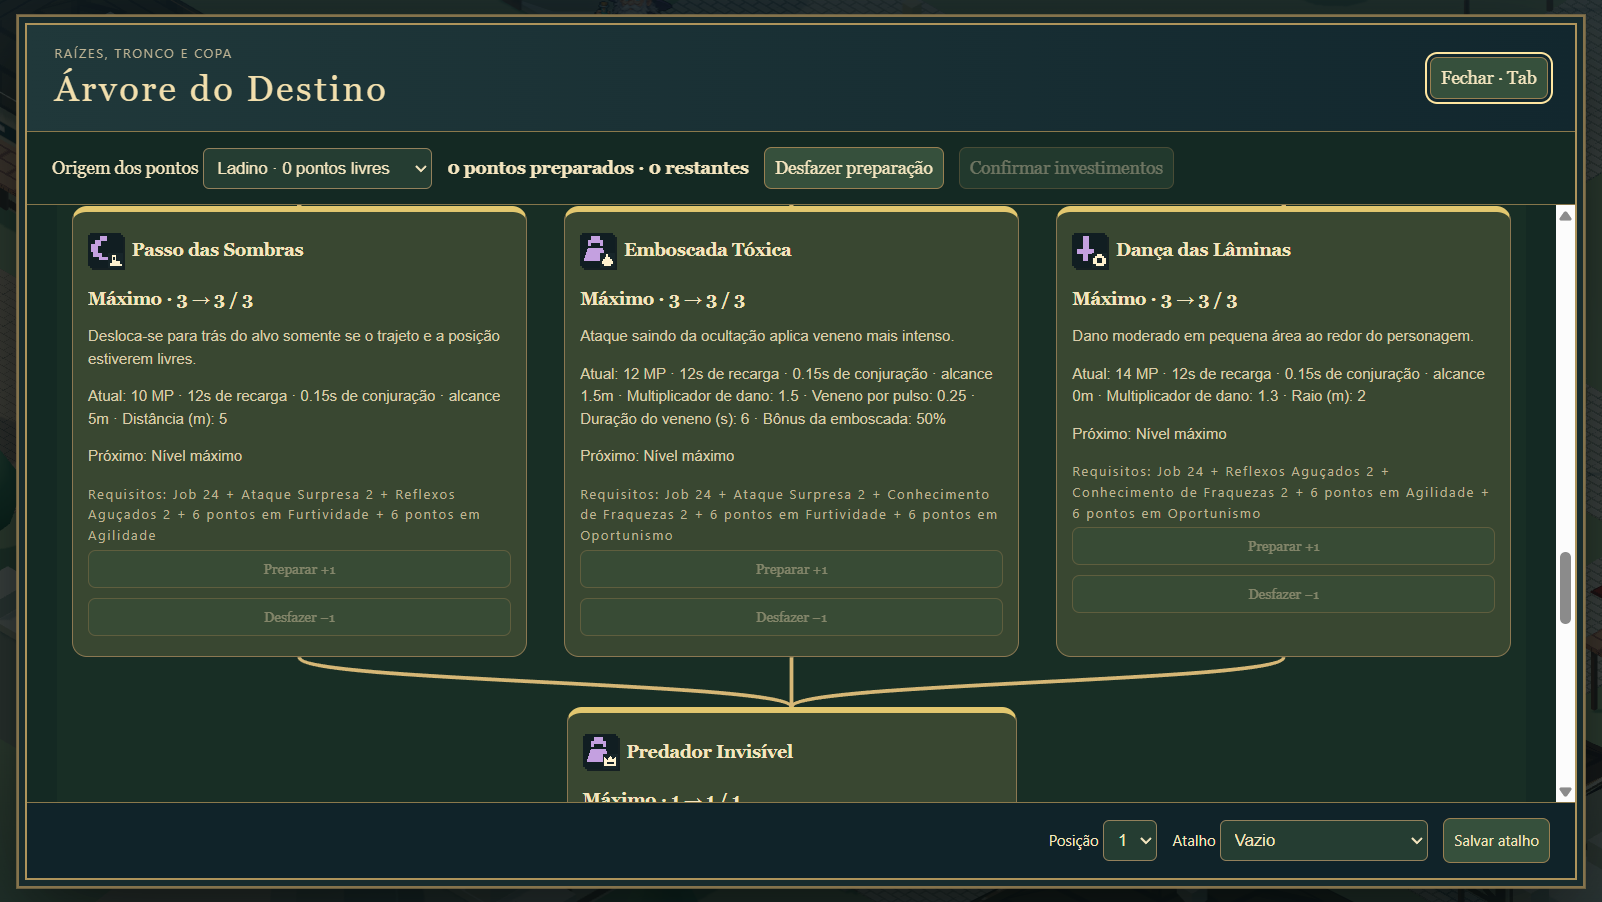 RAÍZES, TRONCO E COPA
Árvore do Destino
Fechar · Tab
Origem dos pontos
Ladino · 0 pontos livres
0 pontos preparados · 0 restantes
Desfazer preparação
Confirmar investimentos
Passo das Sombras
Máximo · 3 → 3 / 3
Desloca-se para trás do alvo somente se o trajeto e a posição
estiverem livres.
Atual: 10 MP · 12s de recarga · 0.15s de conjuração · alcance
5m · Distância (m): 5
Próximo: Nível máximo
Requisitos: Job 24 + Ataque Surpresa 2 + Reflexos
Aguçados 2 + 6 pontos em Furtividade + 6 pontos em
Agilidade
Preparar +1
Desfazer −1
Emboscada Tóxica
Máximo · 3 → 3 / 3
Ataque saindo da ocultação aplica veneno mais intenso.
Atual: 12 MP · 12s de recarga · 0.15s de conjuração · alcance
1.5m · Multiplicador de dano: 1.5 · Veneno por pulso: 0.25 ·
Duração do veneno (s): 6 · Bônus da emboscada: 50%
Próximo: Nível máximo
Requisitos: Job 24 + Ataque Surpresa 2 + Conhecimento
de Fraquezas 2 + 6 pontos em Furtividade + 6 pontos em
Oportunismo
Preparar +1
Desfazer −1
Dança das Lâminas
Máximo · 3 → 3 / 3
Dano moderado em pequena área ao redor do personagem.
Atual: 14 MP · 12s de recarga · 0.15s de conjuração · alcance
0m · Multiplicador de dano: 1.3 · Raio (m): 2
Próximo: Nível máximo
Requisitos: Job 24 + Reflexos Aguçados 2 +
Conhecimento de Fraquezas 2 + 6 pontos em Agilidade +
6 pontos em Oportunismo
Preparar +1
Desfazer −1
Predador Invisível
Máximo · 1 → 1 / 1
Posição
1
Atalho
Vazio
Salvar atalho